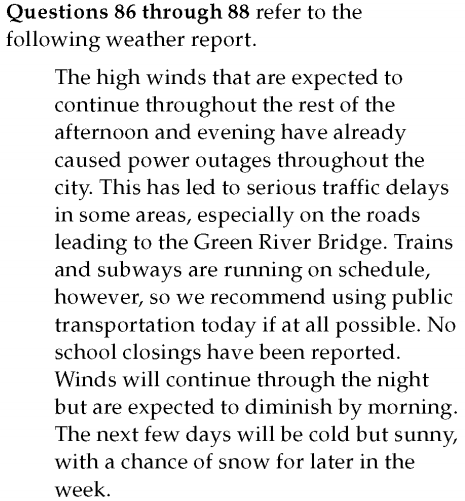 Questions 86 through 88 refer to the
following weather report.
The high winds that are expected to
continue throughout the rest of the
afternoon and evening have already
caused power outages throughout the
city. This has led to serious traffic delays
in some areas, especially on the roads
leading to the Green River Bridge. Trains
and subways are running on schedule,
however, so we recommend using public
transportation today if at all possible. No
school closings have been reported.
Winds will continue through the night
but are expected to diminish by morning.
The next few days will be cold but sunny,
with a chance of snow for later in the
week.